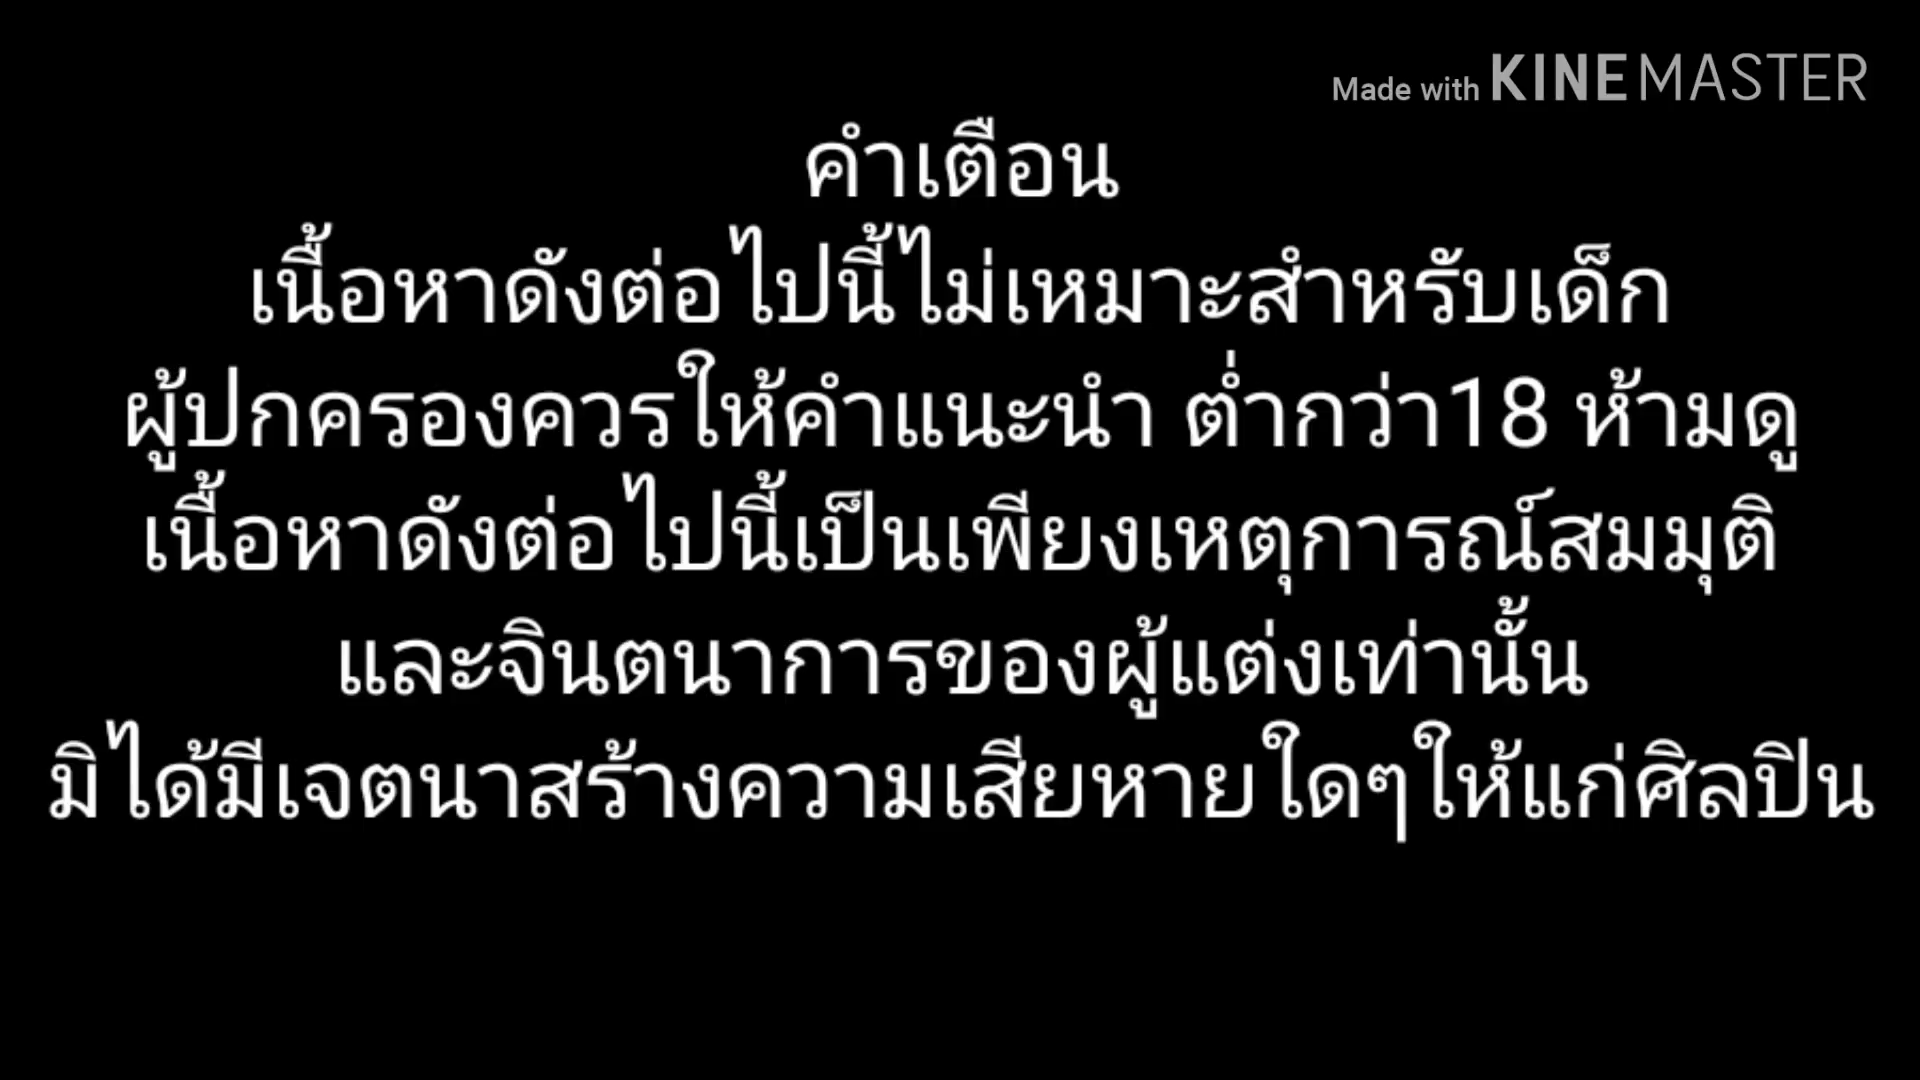 Made with KINEMASTER
คำเตือน
เนื้อหาดังต่อไปนี้ไม่เหมาะสำหรับเด็ก
ผู้ปกครองควรให้คำแนะนำ ต่ำกว่า18 ห้ามดู
เนื้อหาดังต่อไปนี้เป็นเพียงเหตุการณ์สมมุติ
และจินตนาการของผู้แต่งเท่านั้น
มิได้มีเจตนาสร้างความเสียหายใดๆให้แก่ศิลปิน